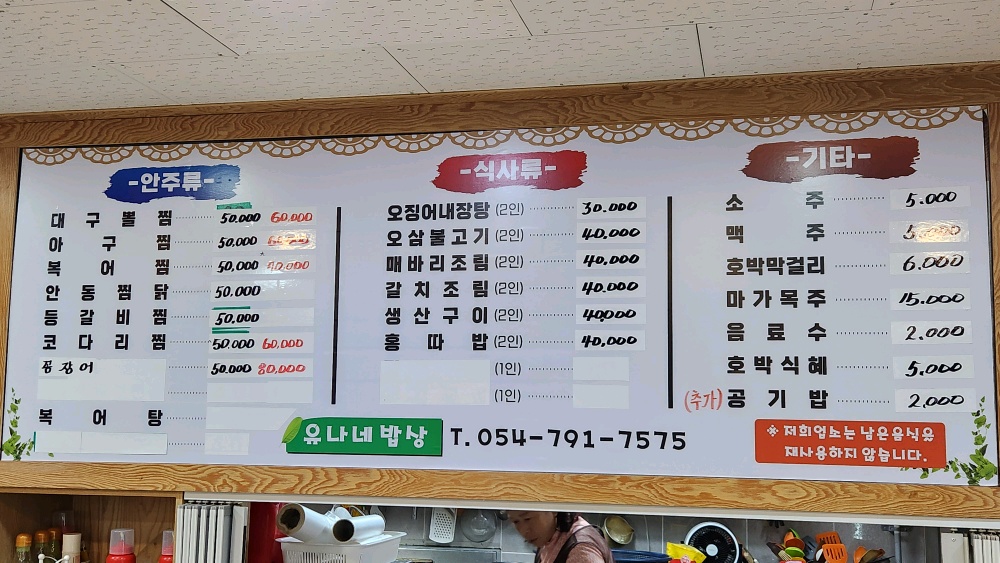 -안주류-
대구뽈찜 50,000 60,000
아구찜 50,000
복어찜 50,000
안동찜닭 50,000
등갈비찜 50,000
코다리찜 50,000 60,000
꼼장어 50,000 80,000
복어탕
-식사류-
오징어내장탕 (2인) 30.000
오삼불고기 (2인) 40,000
매바리조림 (2인) 40,000
갈치조림 (2인) 40,000
생산구이 (2인) 40,000
홍따밥 (2인) 40,000
(1인)
(1인)
-기타-
소주 5.000
맥주
호박막걸리 6.000
마가목주 15.000
음료수 2.000
호박식혜 5.000
(추가) 공기밥 2,000
유나네 밥상 T. 054-791-7575
※ 저희업소는 남은음식을
재사용하지 않습니다.